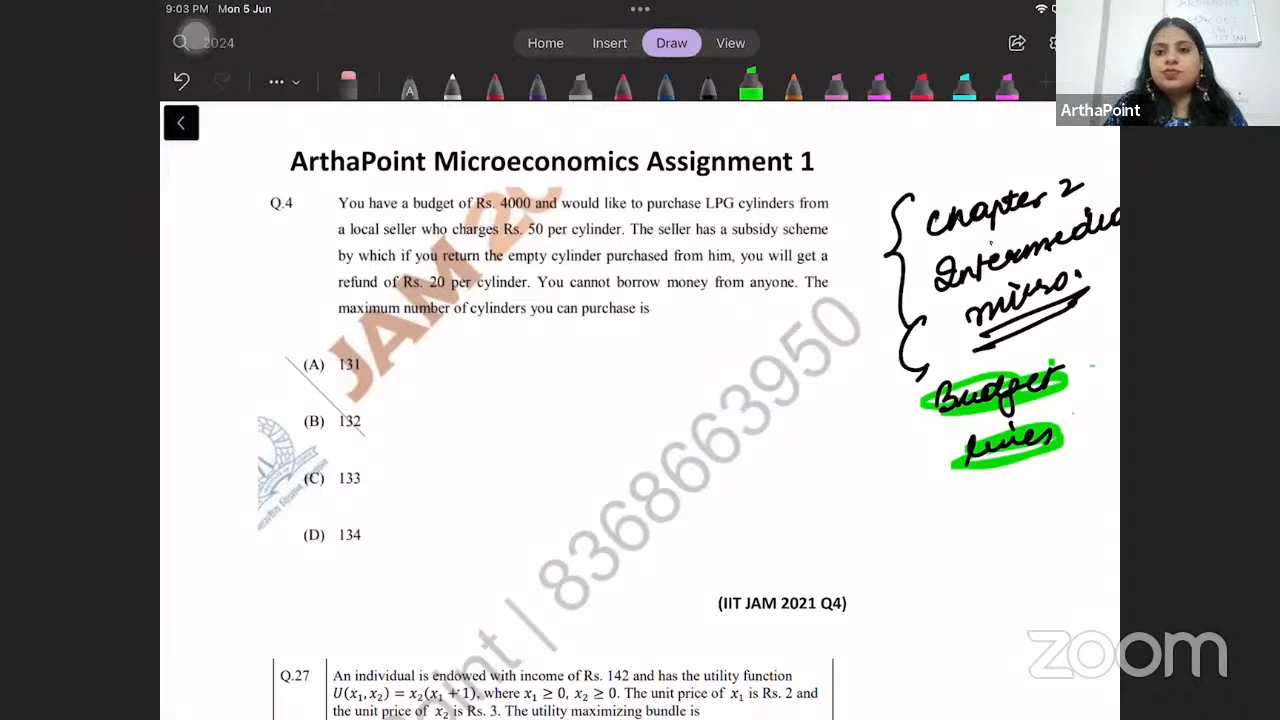 9:03 PM Mon 5 Jun
2024
Home Insert Draw View
ArthaPoint
ArthaPoint Microeconomics Assignment 1
Q.4 You have a budget of Rs. 4000 and would like to purchase LPG cylinders from
a local seller who charges Rs. 50 per cylinder. The seller has a subsidy scheme
by which if you return the empty cylinder purchased from him, you will get a
refund of Rs. 20 per cylinder. You cannot borrow money from anyone. The
maximum number of cylinders you can purchase is
(A) 131
(B) 132
(C) 133
(D) 134
(IIT JAM 2021 Q4)
Chapter 2
Intermedia
micro.
Budget
lines
JAM 20
oint | 8368663950
Q.27 An individual is endowed with income of Rs. 142 and has the utility function
U(x₁, x₂) = x₂(x₁ + 1), where x₁ ≥ 0, x₂ ≥ 0. The unit price of x₁ is Rs. 2 and
the unit price of x₂ is Rs. 3. The utility maximizing bundle is
zoom